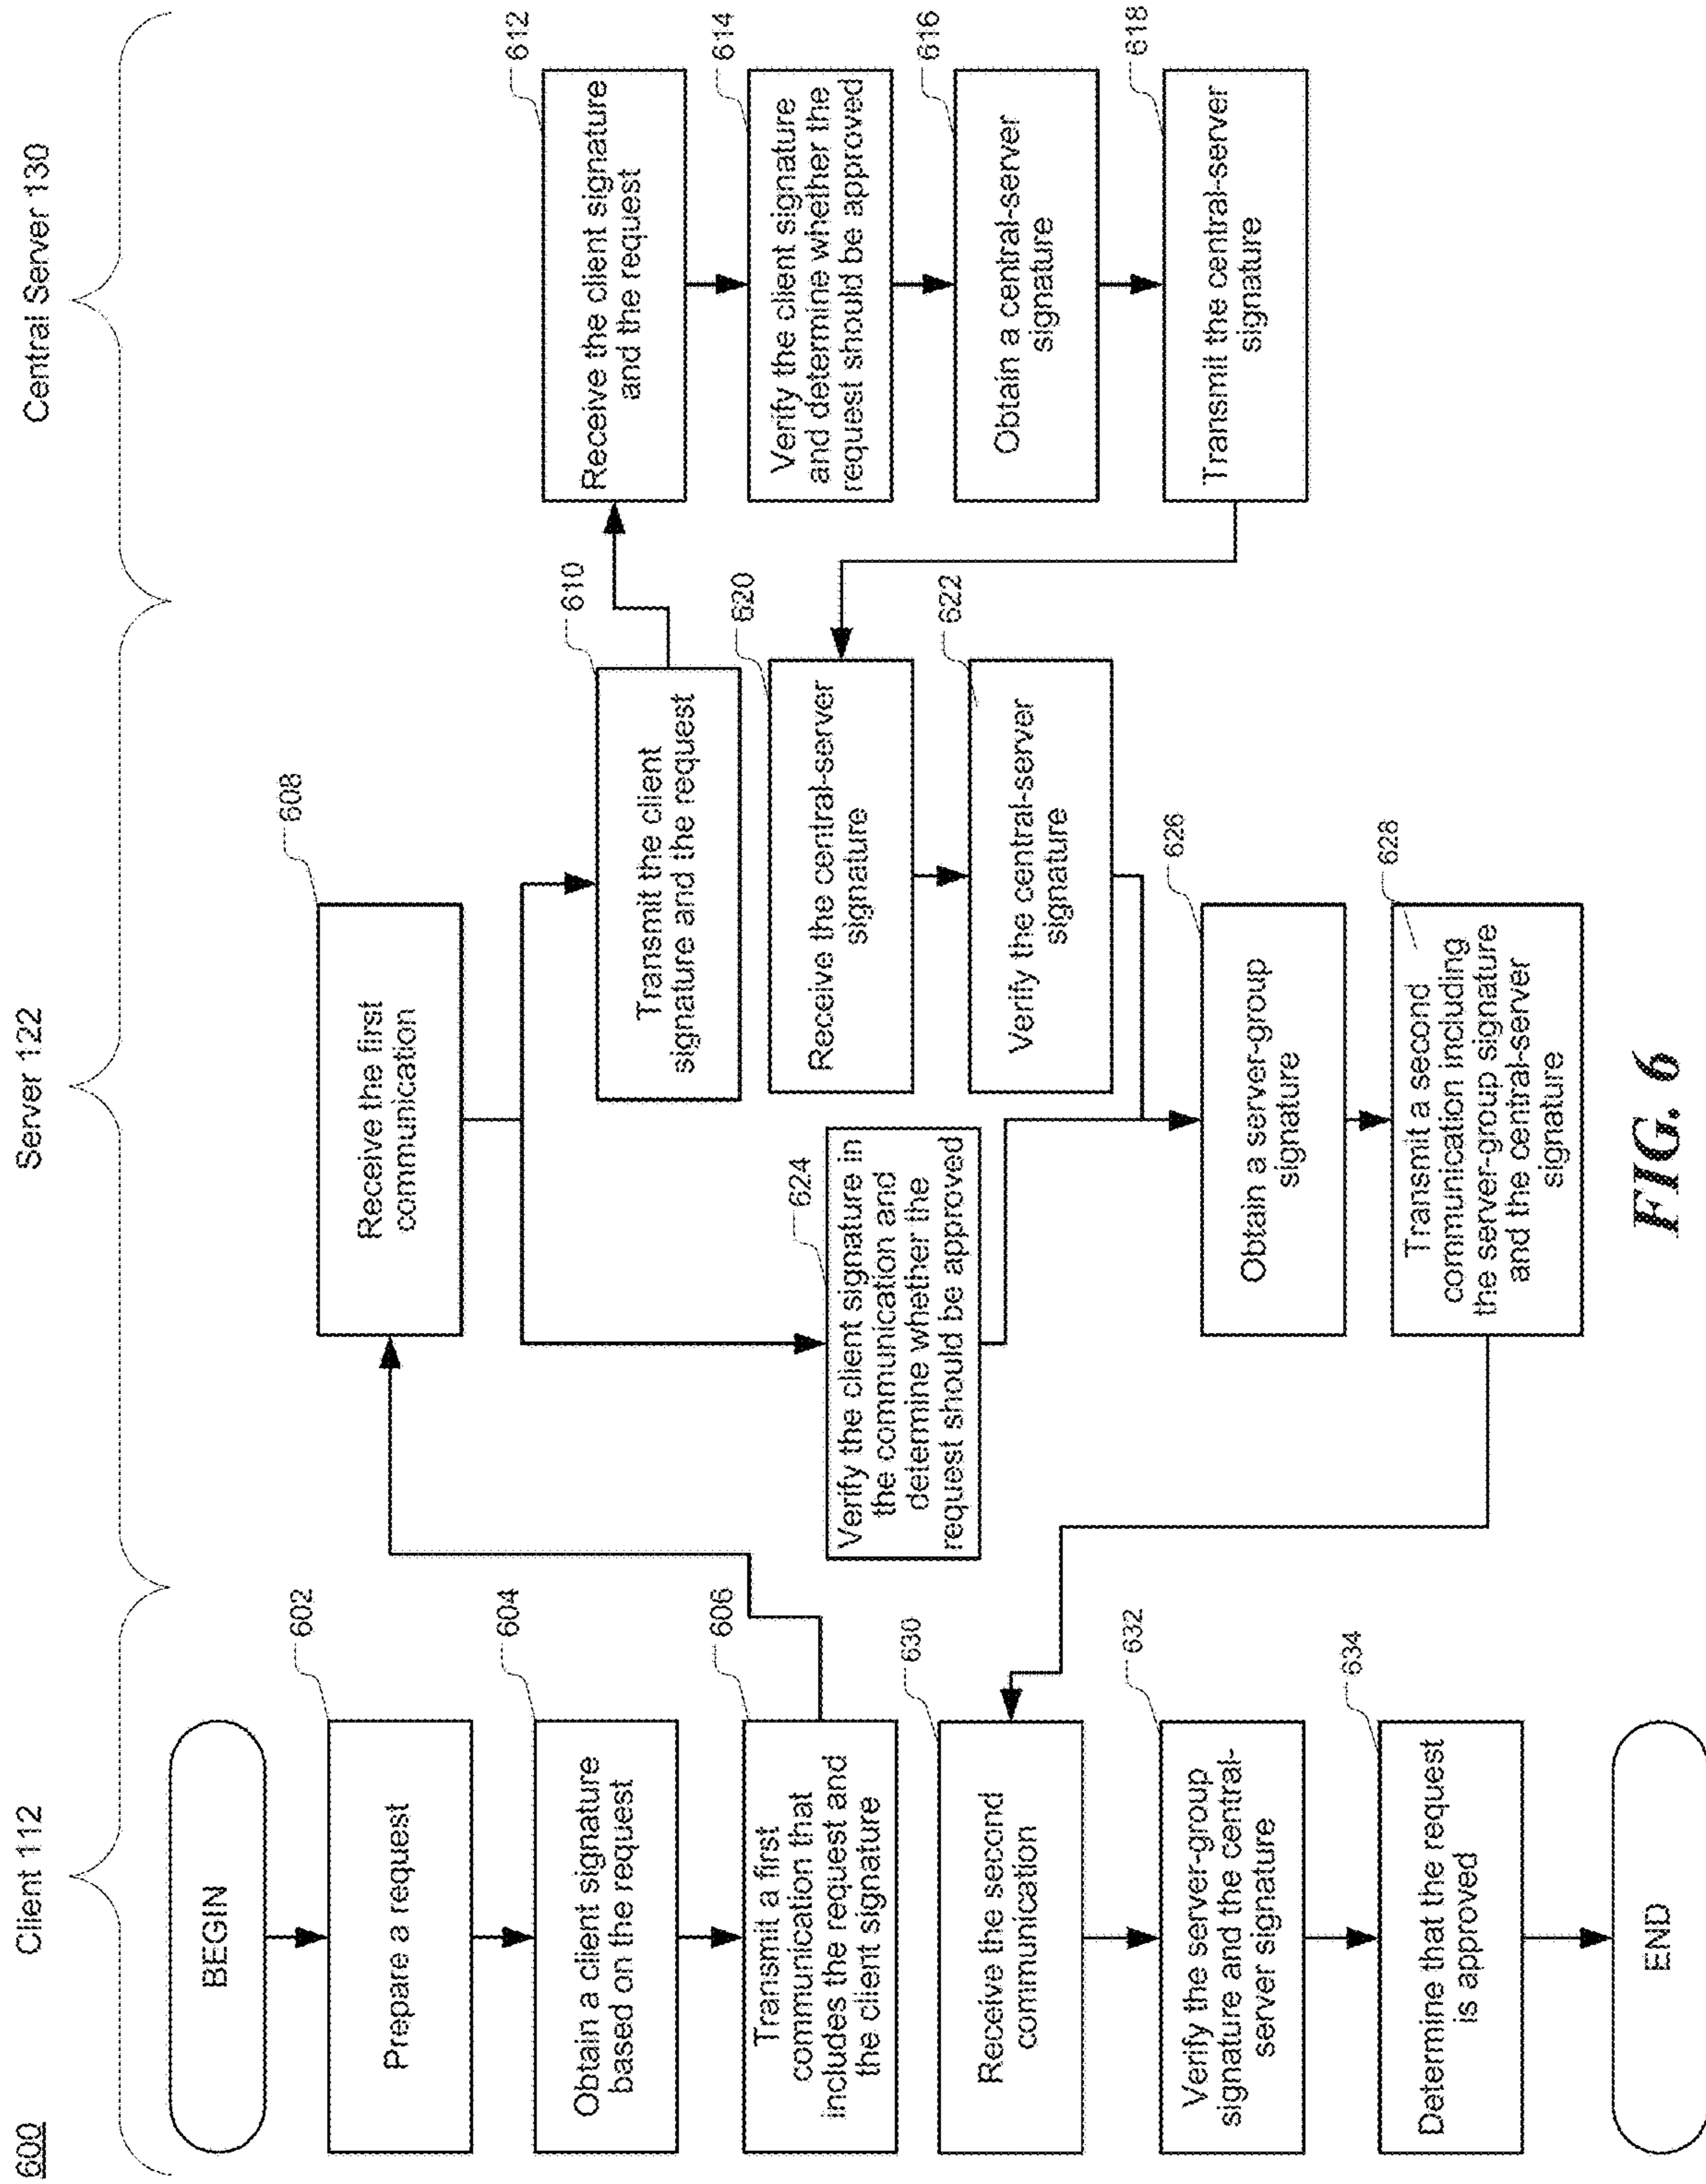 600
Client 112
Server 122
Central Server 130
BEGIN
602
Prepare a request
604
Obtain a client signature
based on the request
606
Transmit a first
communication that
includes the request and
the client signature
608
Receive the first
communication
610
Transmit the client
signature and the request
612
Receive the client signature
and the request
614
Verify the client signature
and determine whether the
request should be approved
616
Obtain a central-server
signature
618
Transmit the central-server
signature
620
Receive the central-server
signature
622
Verify the central-server
signature
624
Verify the client signature in
the communication and
determine whether the
request should be approved
626
Obtain a server-group
signature
628
Transmit a second
communication including
the server-group signature
and the central-server
signature
630
Receive the second
communication
632
Verify the server-group
signature and the central-
server signature
634
Determine that the request
is approved
END
FIG. 6